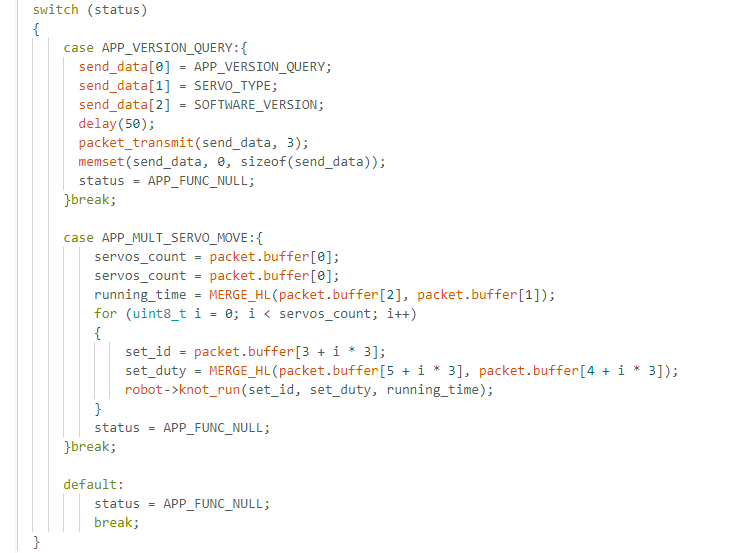 switch (status)
{
case APP_VERSION_QUERY:{
send_data[0] = APP_VERSION_QUERY;
send_data[1] = SERVO_TYPE;
send_data[2] = SOFTWARE_VERSION;
delay(50);
packet_transmit(send_data, 3);
memset(send_data, 0, sizeof(send_data));
status = APP_FUNC_NULL;
}break;
case APP_MULT_SERVO_MOVE:{
servos_count = packet.buffer[0];
servos_count = packet.buffer[0];
running_time = MERGE_HL(packet.buffer[2], packet.buffer[1]);
for (uint8_t i = 0; i < servos_count; i++)
{
set_id = packet.buffer[3 + i * 3];
set_duty = MERGE_HL(packet.buffer[5 + i * 3], packet.buffer[4 + i * 3]);
robot->knot_run(set_id, set_duty, running_time);
}
status = APP_FUNC_NULL;
}break;
default:
status = APP_FUNC_NULL;
break;
}